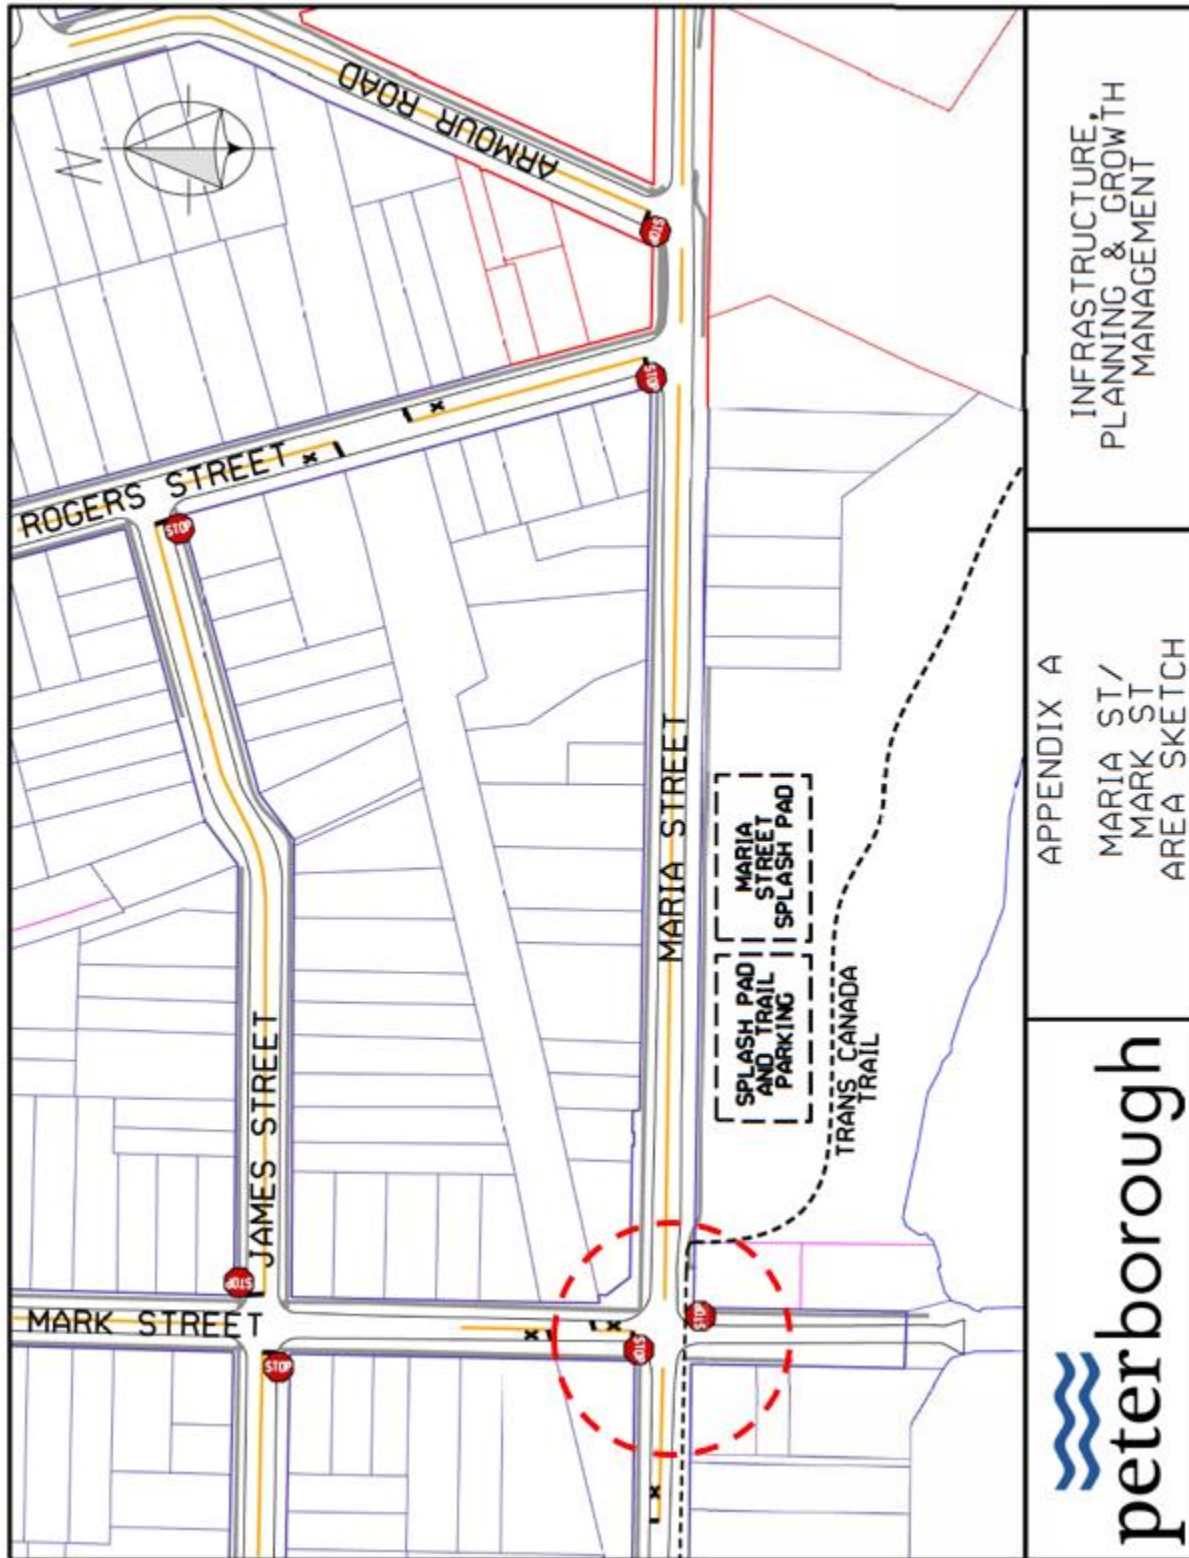 ARMOUR ROAD
N
STOP
STOP
ROGERS STREET
X
X
STOP
MARIA STREET
MARIA
STREET
SPLASH PAD
SPLASH PAD
AND TRAIL
PARKING
TRANS CANADA
TRAIL
JAMES STREET
STOP
MARK STREET
STOP
X
X
STOP
STOP
X
INFRASTRUCTURE,
PLANNING & GROWTH
MANAGEMENT
APPENDIX A
MARIA ST/
MARK ST
AREA SKETCH
peterborough